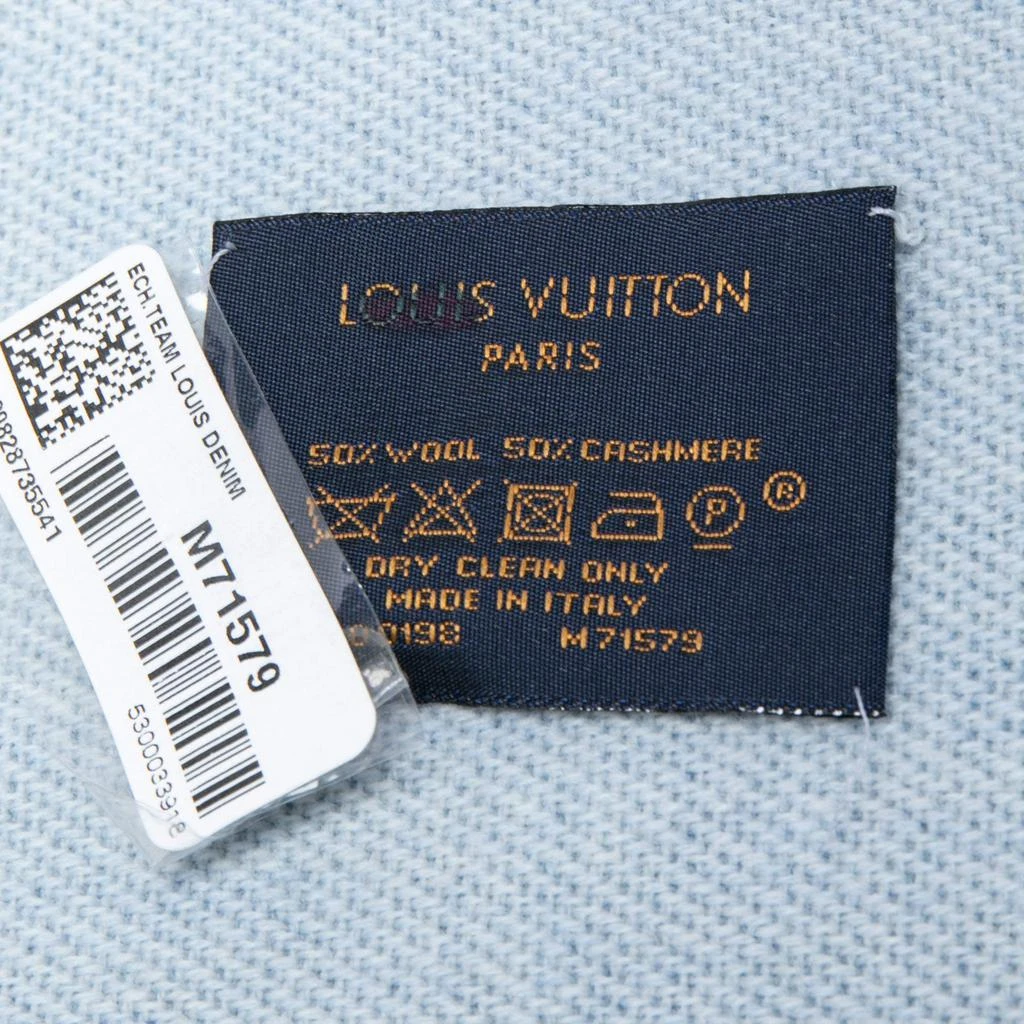 ECH.TEAM LOUIS DENIM
M71579
5300033918
LOUIS VUITTON
PARIS
50% WOOL 50% CASHMERE
P
®
DRY CLEAN ONLY
MADE IN ITALY
M71579